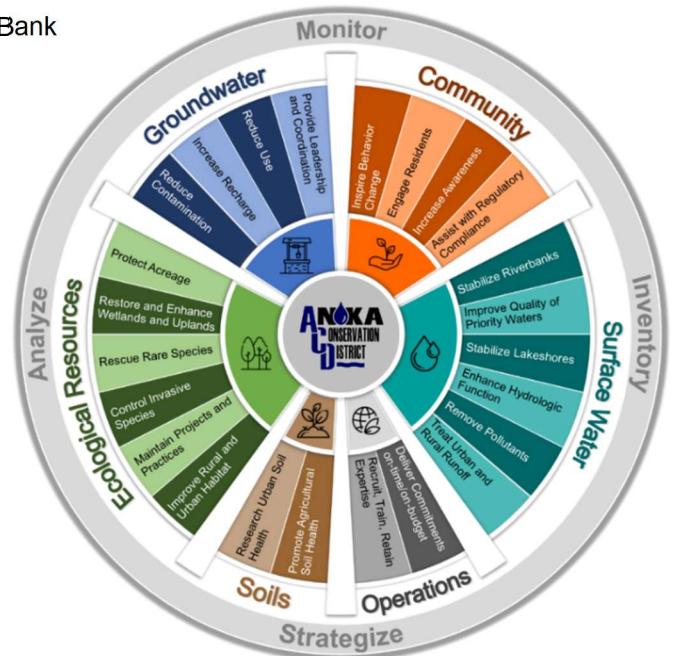 Bank
Monitor
Groundwater
Reduce
Contamination
Increase Recharge
Reduce Use
Provide Leadership
and Coordination
Community
Inspire Behavior
Change
Engage Residents
Increase Awareness
Assist with Regulatory
Compliance
Inventory
Surface Water
Stabilize Riverbanks
Improve Quality of
Priority Waters
Stabilize Lakeshores
Enhance Hydrologic
Function
Remove Pollutants
Treat Urban and
Rural Runoff
Operations
Deliver Commitments
on-time/on-budget
Recruit, Train, Retain
Expertise
Strategize
Soils
Promote Agricultural
Soil Health
Research Urban Soil
Health
Analyze
Ecological Resources
Protect Acreage
Restore and Enhance
Wetlands and Uplands
Rescue Rare Species
Control Invasive
Species
Maintain Projects and
Practices
Improve Rural and
Urban Habitat
ANOKA
CONSERVATION
DISTRICT